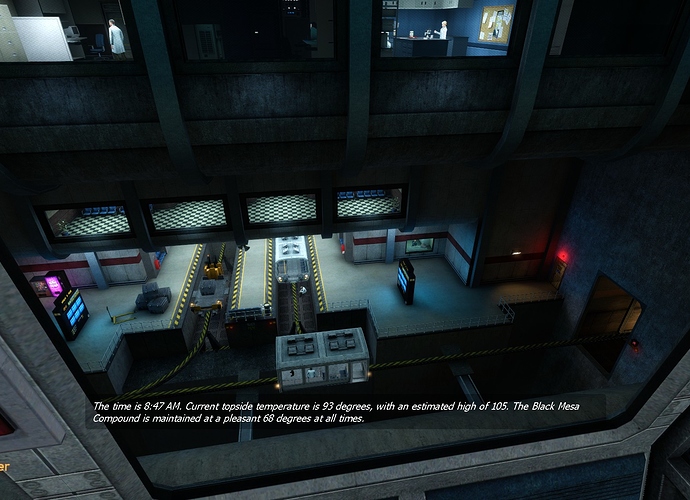 The time is 8:47 AM. Current topside temperature is 93 degrees, with an estimated high of 105. The Black Mesa
Compound is maintained at a pleasant 68 degrees at all times.
er